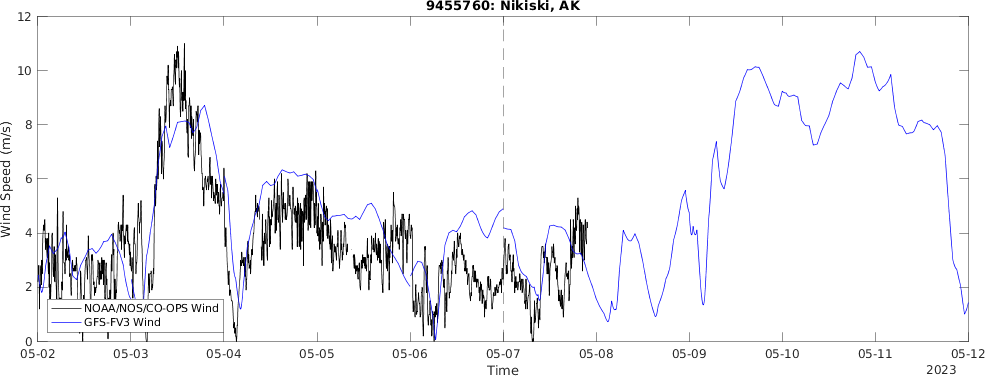 9455760: Nikiski, AK
12
10
8
6
4
2
0
Wind Speed (m/s)
NOAA/NOS/CO-OPS Wind
GFS-FV3 Wind
05-02 05-03 05-04 05-05 05-06 05-07 05-08 05-09 05-10 05-11 05-12
Time
2023